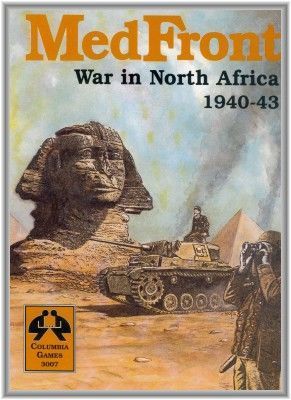 MedFront
War in North Africa
1940-43
COLUMBIA
GAMES
3007